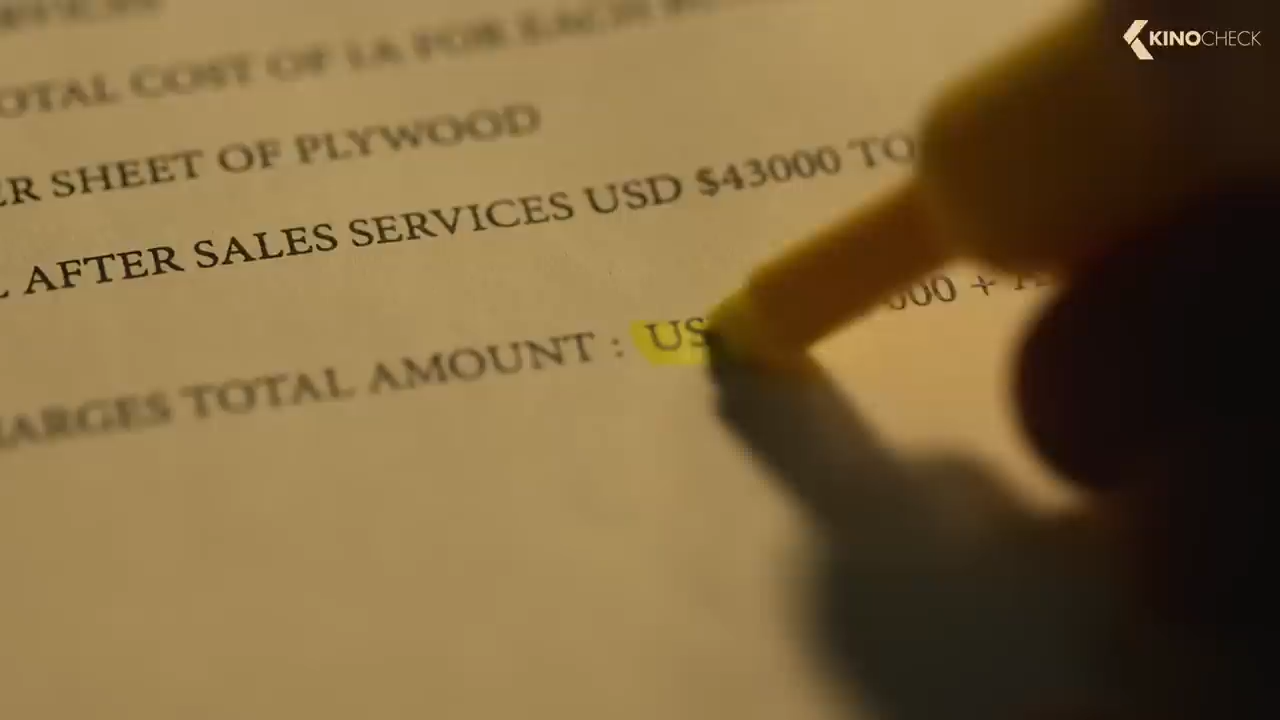 KINOCHECK
OTAL COST OF 1A FOR EACH
ER SHEET OF PLYWOOD
AFTER SALES SERVICES USD $43000 TO
HARGES TOTAL AMOUNT : US 000 +